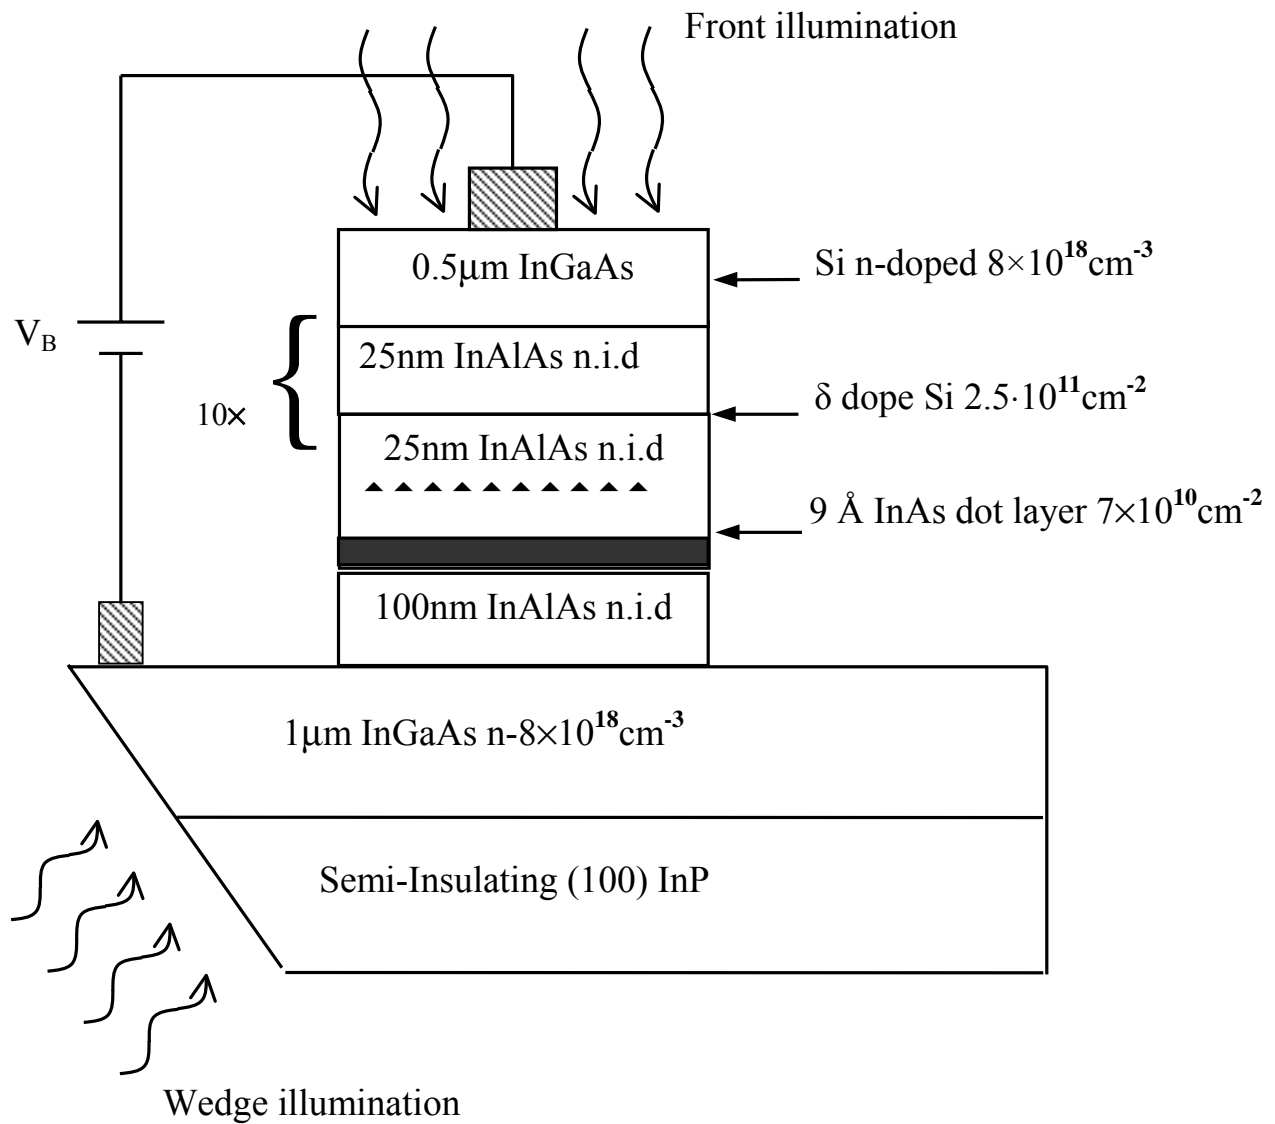 Front illumination
0.5μm InGaAs
Si n-doped 8×10¹⁸cm⁻³
V_B
25nm InAlAs n.i.d
10×
δ dope Si 2.5·10¹¹cm⁻²
25nm InAlAs n.i.d
9 Å InAs dot layer 7×10¹⁰cm⁻²
100nm InAlAs n.i.d
1μm InGaAs n-8×10¹⁸cm⁻³
Semi-Insulating (100) InP
Wedge illumination